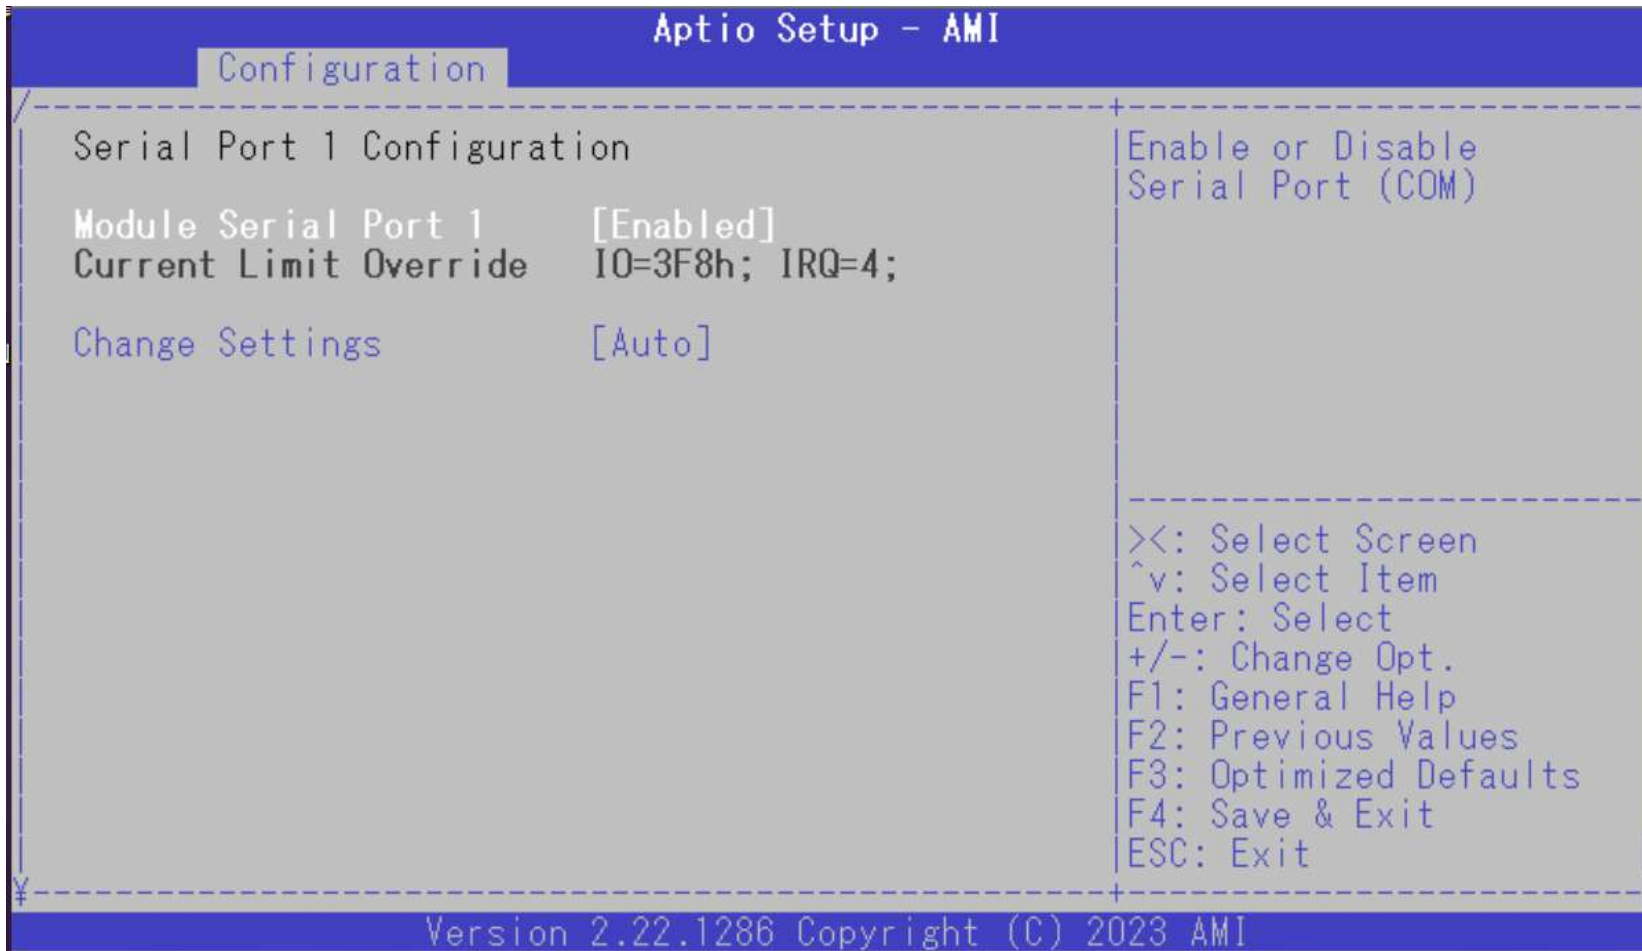 Aptio Setup - AMI
Configuration
Serial Port 1 Configuration
Module Serial Port 1 [Enabled]
Current Limit Override IO=3F8h; IRQ=4;
Change Settings [Auto]
Enable or Disable
Serial Port (COM)
><: Select Screen
^v: Select Item
Enter: Select
+/-: Change Opt.
F1: General Help
F2: Previous Values
F3: Optimized Defaults
F4: Save & Exit
ESC: Exit
Version 2.22.1286 Copyright (C) 2023 AMI